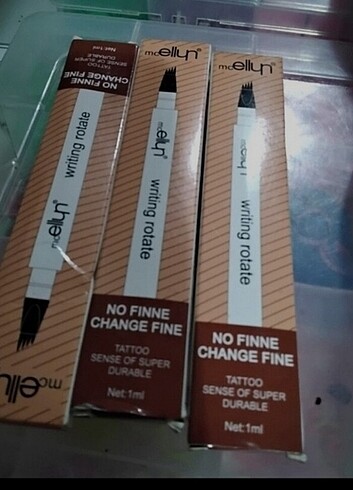 Net:1ml
TATTOO
SENSE OF SUPER
DURABLE
NO FINNE
CHANGE FINE
writing rotate
mcellyn
mcellyn
mcellyn
mcellyn
writing rotate
NO FINNE
CHANGE FINE
TATTOO
SENSE OF SUPER
DURABLE
Net:1ml
mcellyn
mcellyn
writing rotate
NO FINNE
CHANGE FINE
TATTOO
SENSE OF SUPER
DURABLE
Net:1ml